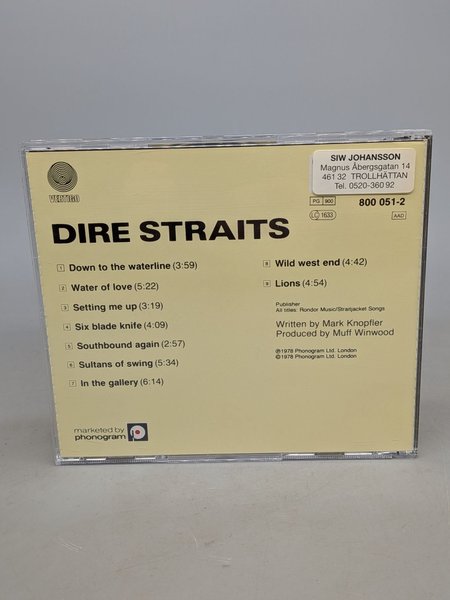 VERTIGO
SIW JOHANSSON
Magnus Åbergsgatan 14
461 32 TROLLHÄTTAN
Tel. 0520-360 92
PG 900
800 051-2
LC 1633
AAD
DIRE STRAITS
1 Down to the waterline (3:59)
2 Water of love (5:22)
3 Setting me up (3:19)
4 Six blade knife (4:09)
5 Southbound again (2:57)
6 Sultans of swing (5:34)
7 In the gallery (6:14)
8 Wild west end (4:42)
9 Lions (4:54)
Publisher
All titles: Rondor Music/Straitjacket Songs
Written by Mark Knopfler
Produced by Muff Winwood
℗1978 Phonogram Ltd. London
©1978 Phonogram Ltd. London
marketed by
phonogram